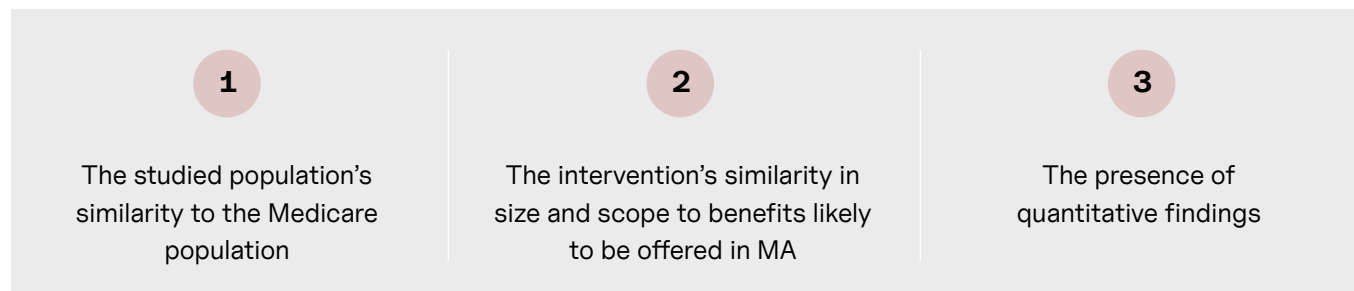 1
The studied population’s
similarity to the Medicare
population
2
The intervention’s similarity in
size and scope to benefits likely
to be offered in MA
3
The presence of
quantitative findings